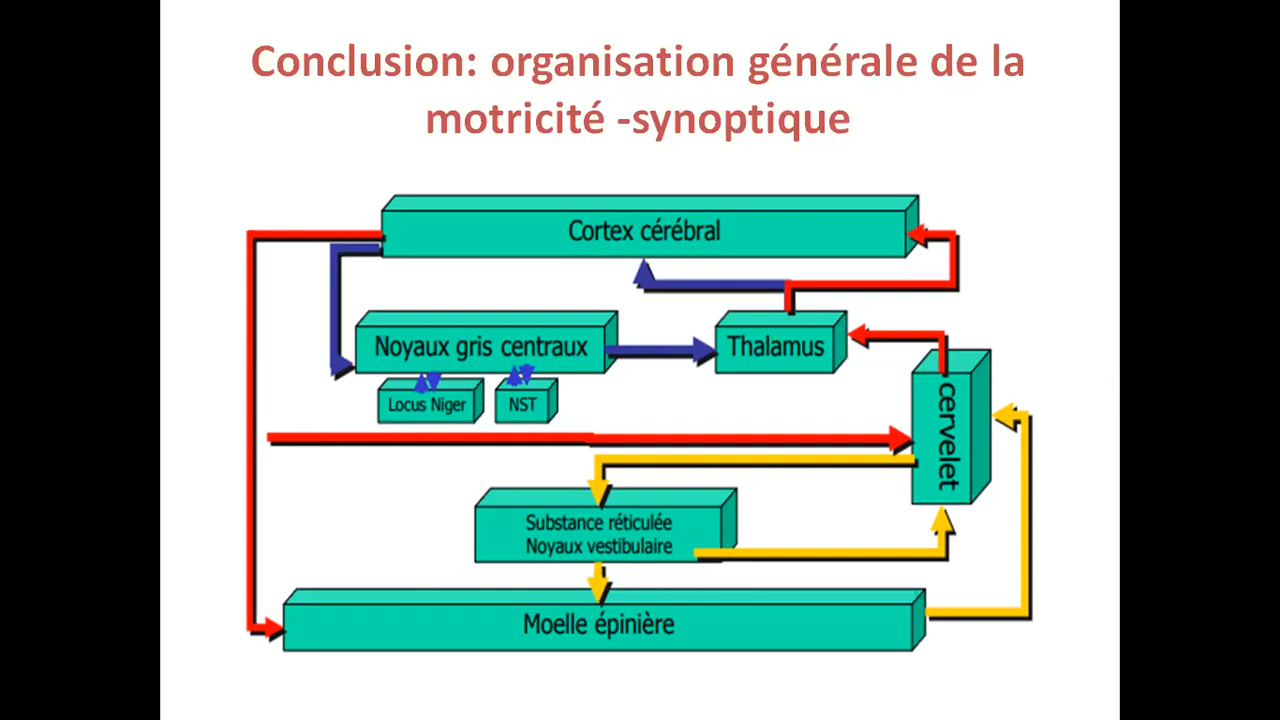 Conclusion: organisation générale de la
motricité -synoptique
Cortex cérébral
Noyaux gris centraux
Thalamus
Locus Niger
NST
cervelet
Substance réticulée
Noyaux vestibulaire
Moelle épinière